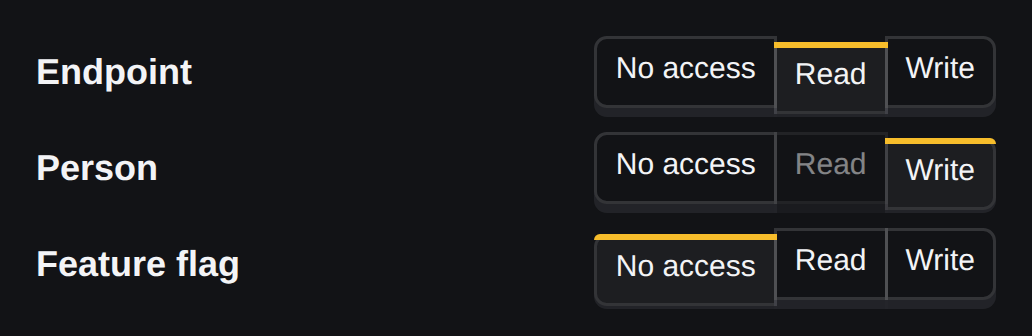 Endpoint No access Read Write
Person No access Read Write
Feature flag No access Read Write